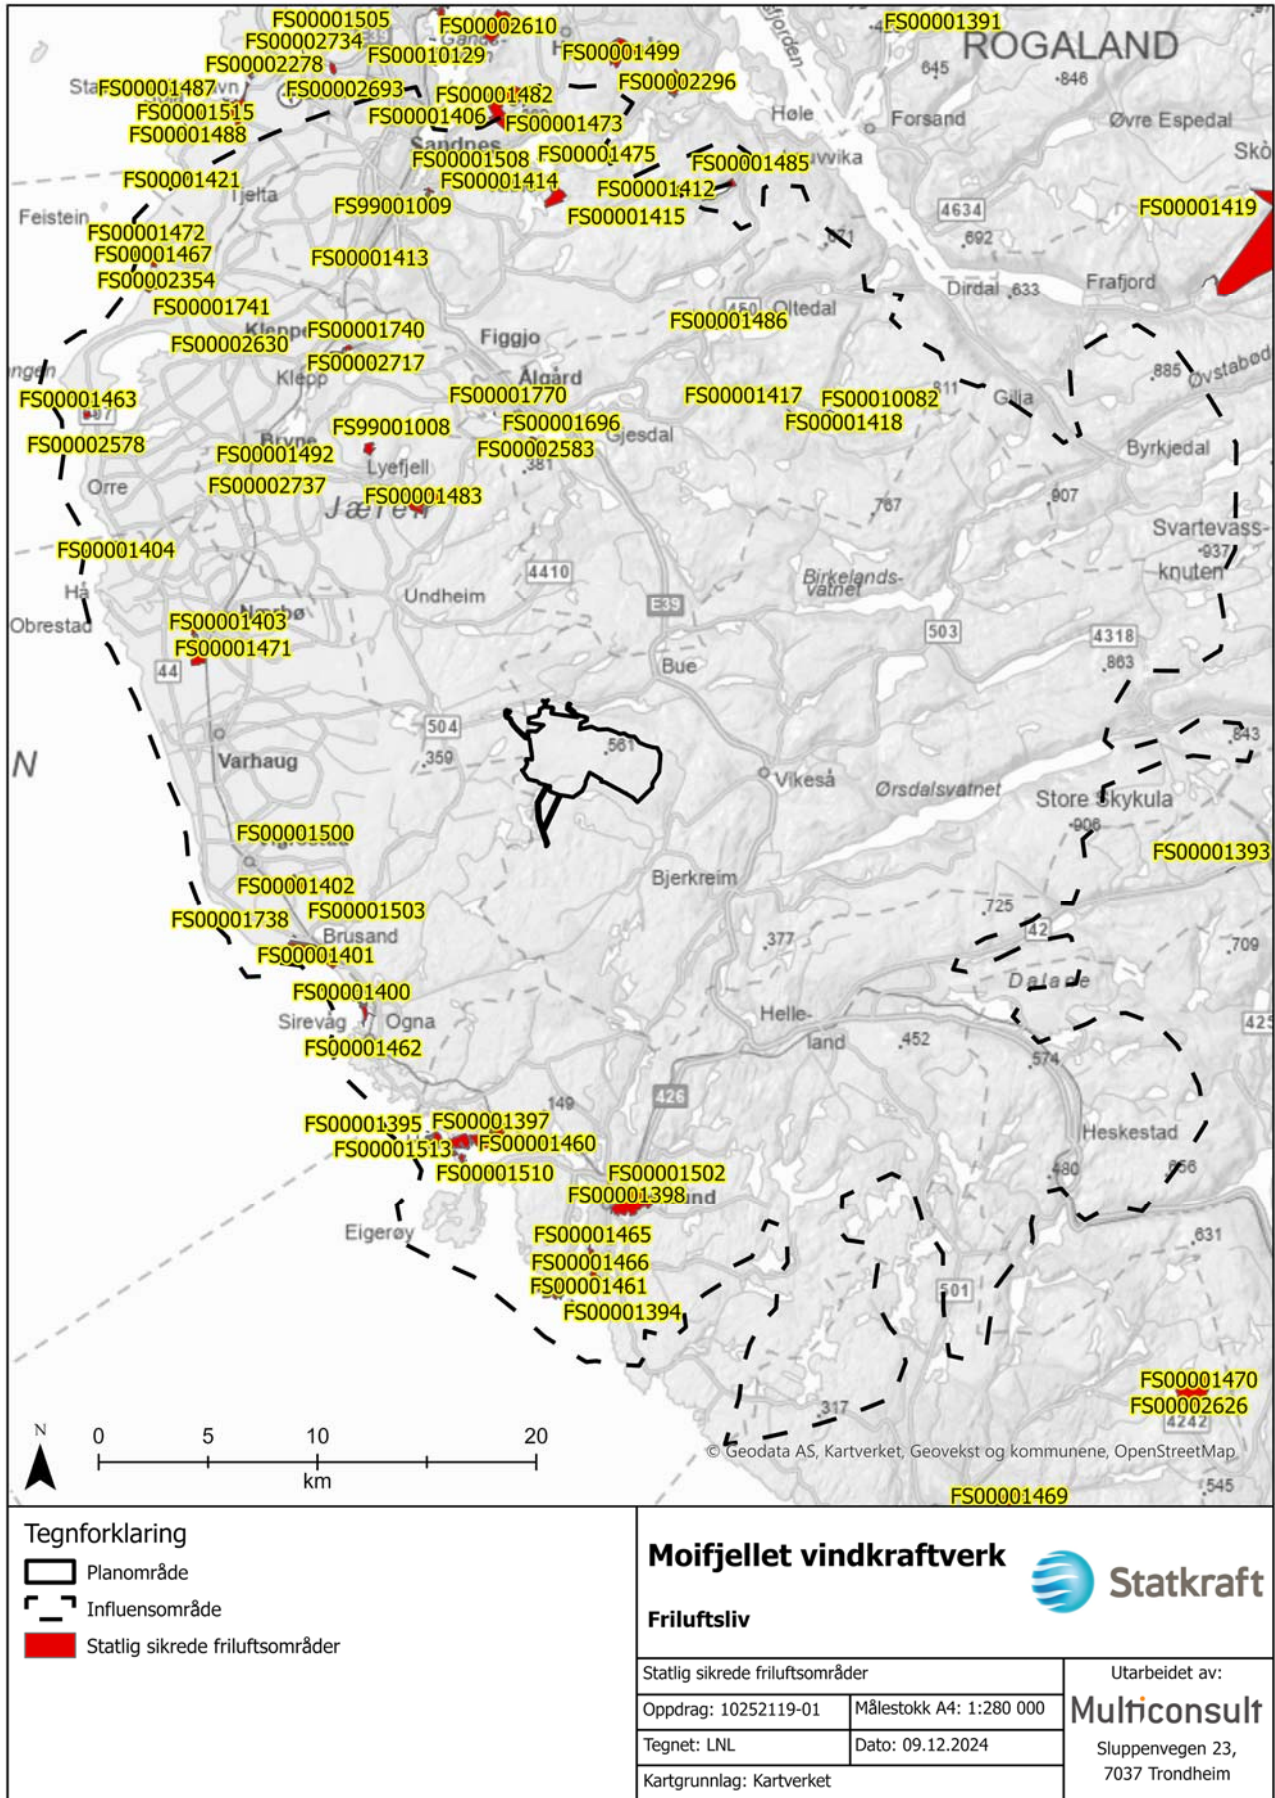 FS00001505
FS00002610
FS00001391
FS00002734
E39
FS00010129
FS00001499
ROGALAND
FS00002278
645
846
FS00001487
FS00002693
FS00001482
FS00002296
FS00001515
FS00001406
FS00001473
Høle
Forsand
Øvre Espedal
FS00001488
Sandnes
FS00001508
FS00001475
FS00001485
FS00001421
FS00001414
FS00001412
Tjelta
FS99001009
FS00001415
4634
FS00001419
Feistein
FS00001472
671
692
FS00001467
FS00001413
FS00002354
Dirdal
633
Frafjord
FS00001741
450
Oltedal
FS00001740
FS00001486
FS00002630
Figgjo
FS00002717
Klepp
Ålgård
885
Øvstabød
FS00001463
FS00001770
FS00001417
FS00010082
811
Gilja
FS99001008
FS00001696
FS00001418
FS00002578
Bryne
FS00001492
FS00002583
Gjesdal
Byrkjedal
Lyefjell
381
Orre
FS00002737
FS00001483
767
907
Jæren
Svartevass-
knuten
937
FS00001404
4410
Birkelands-
vatnet
Hå
Undheim
E39
Obrestad
Nærbø
FS00001403
503
4318
FS00001471
44
Bue
863
504
561
843
N
Varhaug
359
Vikeså
Ørsdalsvatnet
Store Skykula
906
FS00001500
FS00001393
Bjerkreim
FS00001402
FS00001503
725
FS00001738
Brusand
42
377
709
FS00001401
Dalane
FS00001400
Sirevåg
Ogna
Helle-
land
452
425
FS00001462
574
426
149
FS00001395
FS00001397
Heskestad
FS00001513
FS00001460
FS00001510
FS00001502
480
656
FS00001398
Eigerøy
FS00001465
631
FS00001466
FS00001461
501
FS00001394
FS00001470
FS00002626
317
4242
N
0 5 10 20
km
© Geodata AS, Kartverket, Geovekst og kommunene, OpenStreetMap
545
FS00001469
Tegnforklaring
Planområde
Influensområde
Statlig sikrede friluftsområder
Moifjellet vindkraftverk
Statkraft
Friluftsliv
Statlig sikrede friluftsområder
Oppdrag: 10252119-01
Målestokk A4: 1:280 000
Tegnet: LNL
Dato: 09.12.2024
Kartgrunnlag: Kartverket
Utarbeidet av:
Multiconsult
Sluppenvegen 23,
7037 Trondheim